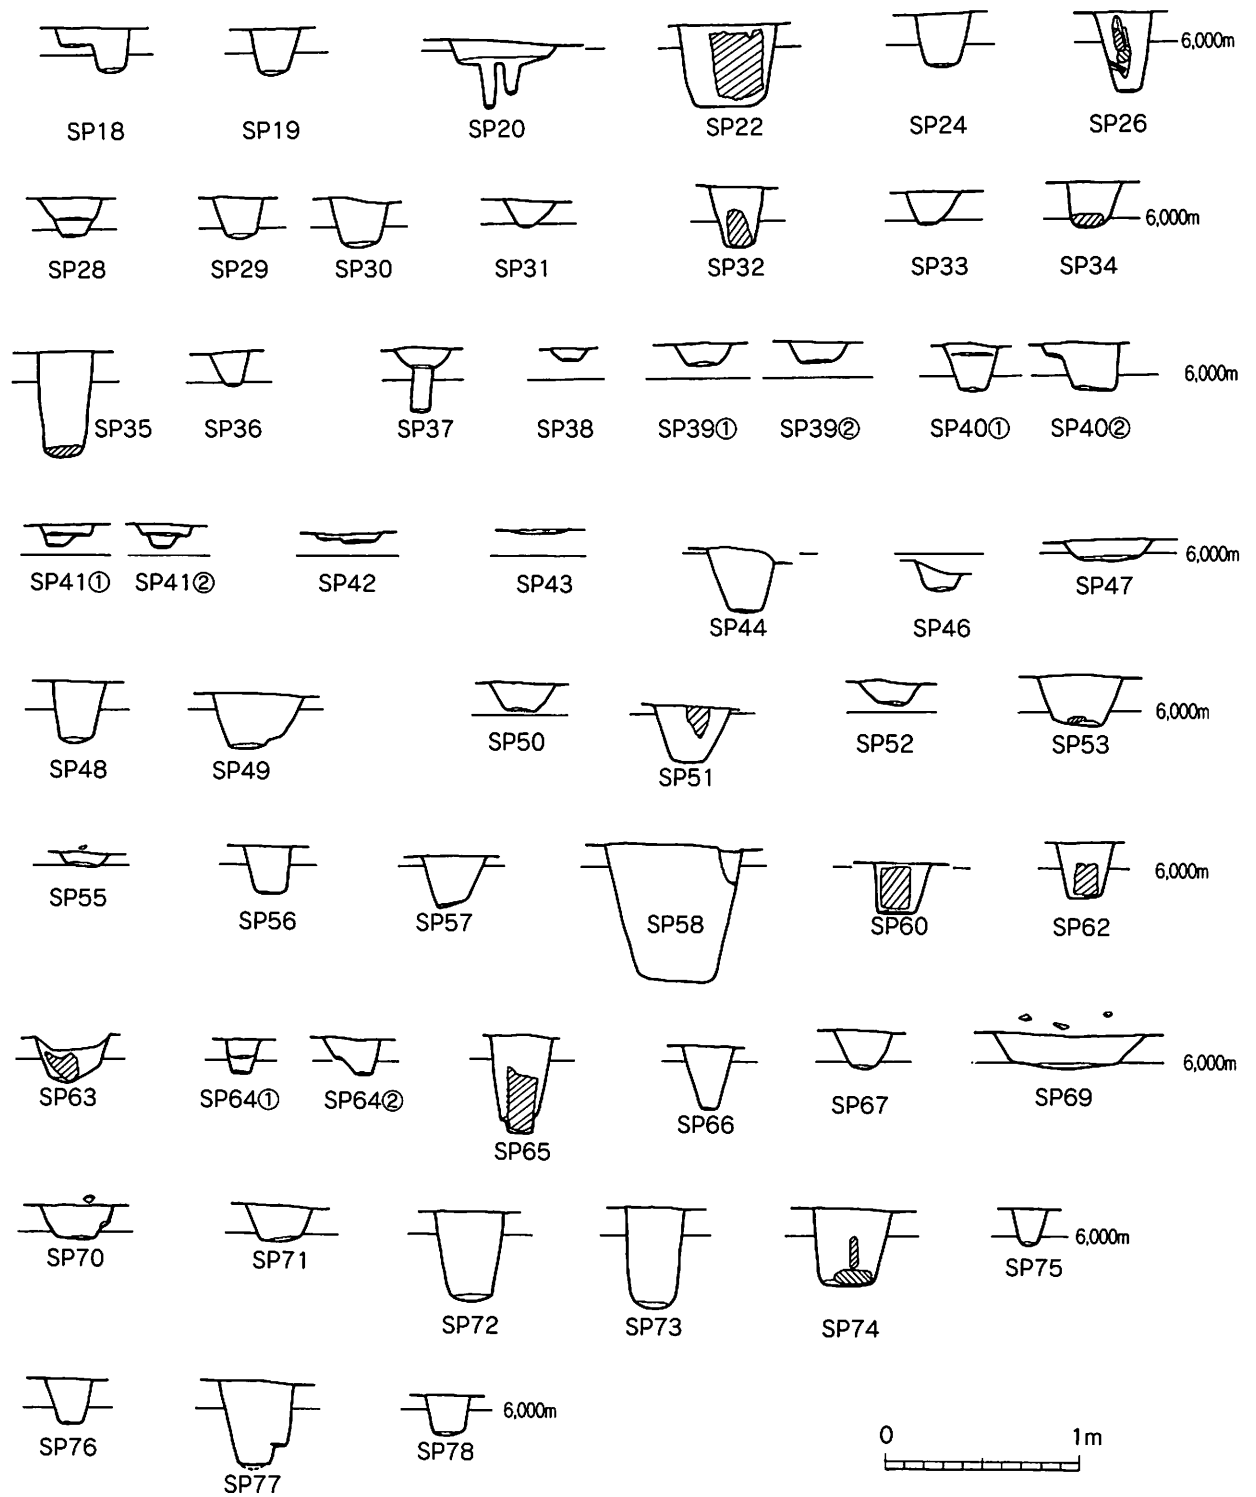 6,000m
SP18 SP19 SP20 SP22 SP24 SP26
6,000m
SP28 SP29 SP30 SP31 SP32 SP33 SP34
6,000m
SP35 SP36 SP37 SP38 SP39① SP39② SP40① SP40②
6,000m
SP41① SP41② SP42 SP43 SP44 SP46 SP47
6,000m
SP48 SP49 SP50 SP51 SP52 SP53
6,000m
SP55 SP56 SP57 SP58 SP60 SP62
6,000m
SP63 SP64① SP64② SP65 SP66 SP67 SP69
6,000m
SP70 SP71 SP72 SP73 SP74 SP75
6,000m
SP76 SP77 SP78
0 1m